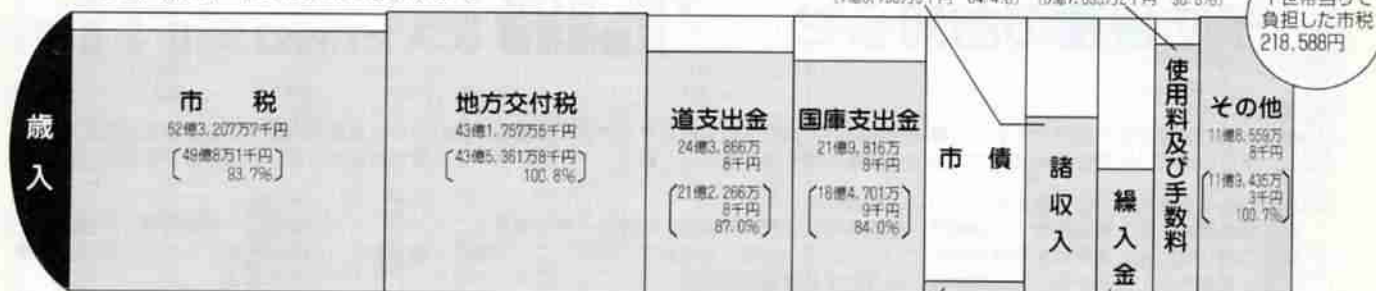 負担した市税
218,588円
歳入
市税
52億3,207万7千円
(49億8万1千円
93.7%)
地方交付税
43億1,757万5千円
(43億5,361万8千円
100.8%)
道支出金
24億3,866万
8千円
(21億2,266万
8千円
87.0%)
国庫支出金
21億9,816万
8千円
(18億4,701万
9千円
84.0%)
市債
諸収入
繰入金
使用料及び手数料
その他
11億8,559万
8千円
(11億9,435万
3千円
100.7%)